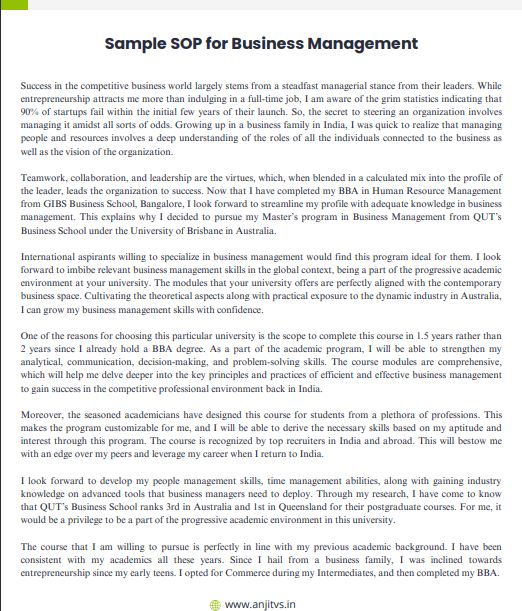 Sample SOP for Business Management
Success in the competitive business world largely stems from a steadfast managerial stance from their leaders. While
entrepreneurship attracts me more than indulging in a full-time job, I am aware of the grim statistics indicating that
90% of startups fail within the initial few years of their launch. So, the secret to steering an organization involves
managing it amidst all sorts of odds. Growing up in a business family in India, I was quick to realize that managing
people and resources involves a deep understanding of the roles of all the individuals connected to the business as
well as the vision of the organization.
Teamwork, collaboration, and leadership are the virtues, which, when blended in a calculated mix into the profile of
the leader, leads the organization to success. Now that I have completed my BBA in Human Resource Management
from GIBS Business School, Bangalore, I look forward to streamline my profile with adequate knowledge in business
management. This explains why I decided to pursue my Master's program in Business Management from QUT's
Business School under the University of Brisbane in Australia.
International aspirants willing to specialize in business management would find this program ideal for them. I look
forward to imbibe relevant business management skills in the global context, being a part of the progressive academic
environment at your university. The modules that your university offers are perfectly aligned with the contemporary
business space. Cultivating the theoretical aspects along with practical exposure to the dynamic industry in Australia,
I can grow my business management skills with confidence.
One of the reasons for choosing this particular university is the scope to complete this course in 1.5 years rather than
2 years since I already hold a BBA degree. As a part of the academic program, I will be able to strengthen my
analytical, communication, decision-making, and problem-solving skills. The course modules are comprehensive,
which will help me delve deeper into the key principles and practices of efficient and effective business management
to gain success in the competitive professional environment back in India.
Moreover, the seasoned academicians have designed this course for students from a plethora of professions. This
makes the program customizable for me, and I will be able to derive the necessary skills based on my aptitude and
interest through this program. The course is recognized by top recruiters in India and abroad. This will bestow me
with an edge over my peers and leverage my career when I return to India.
I look forward to develop my people management skills, time management abilities, along with gaining industry
knowledge on advanced tools that business managers need to deploy. Through my research, I have come to know
that QUT's Business School ranks 3rd in Australia and 1st in Queensland for their postgraduate courses. For me, it
would be a privilege to be a part of the progressive academic environment in this university.
The course that I am willing to pursue is perfectly in line with my previous academic background. I have been
consistent with my academics all these years. Since I hail from a business family, I was inclined towards
entrepreneurship since my early teens. I opted for Commerce during my Intermediates, and then completed my BBA.
www.anjitvs.in